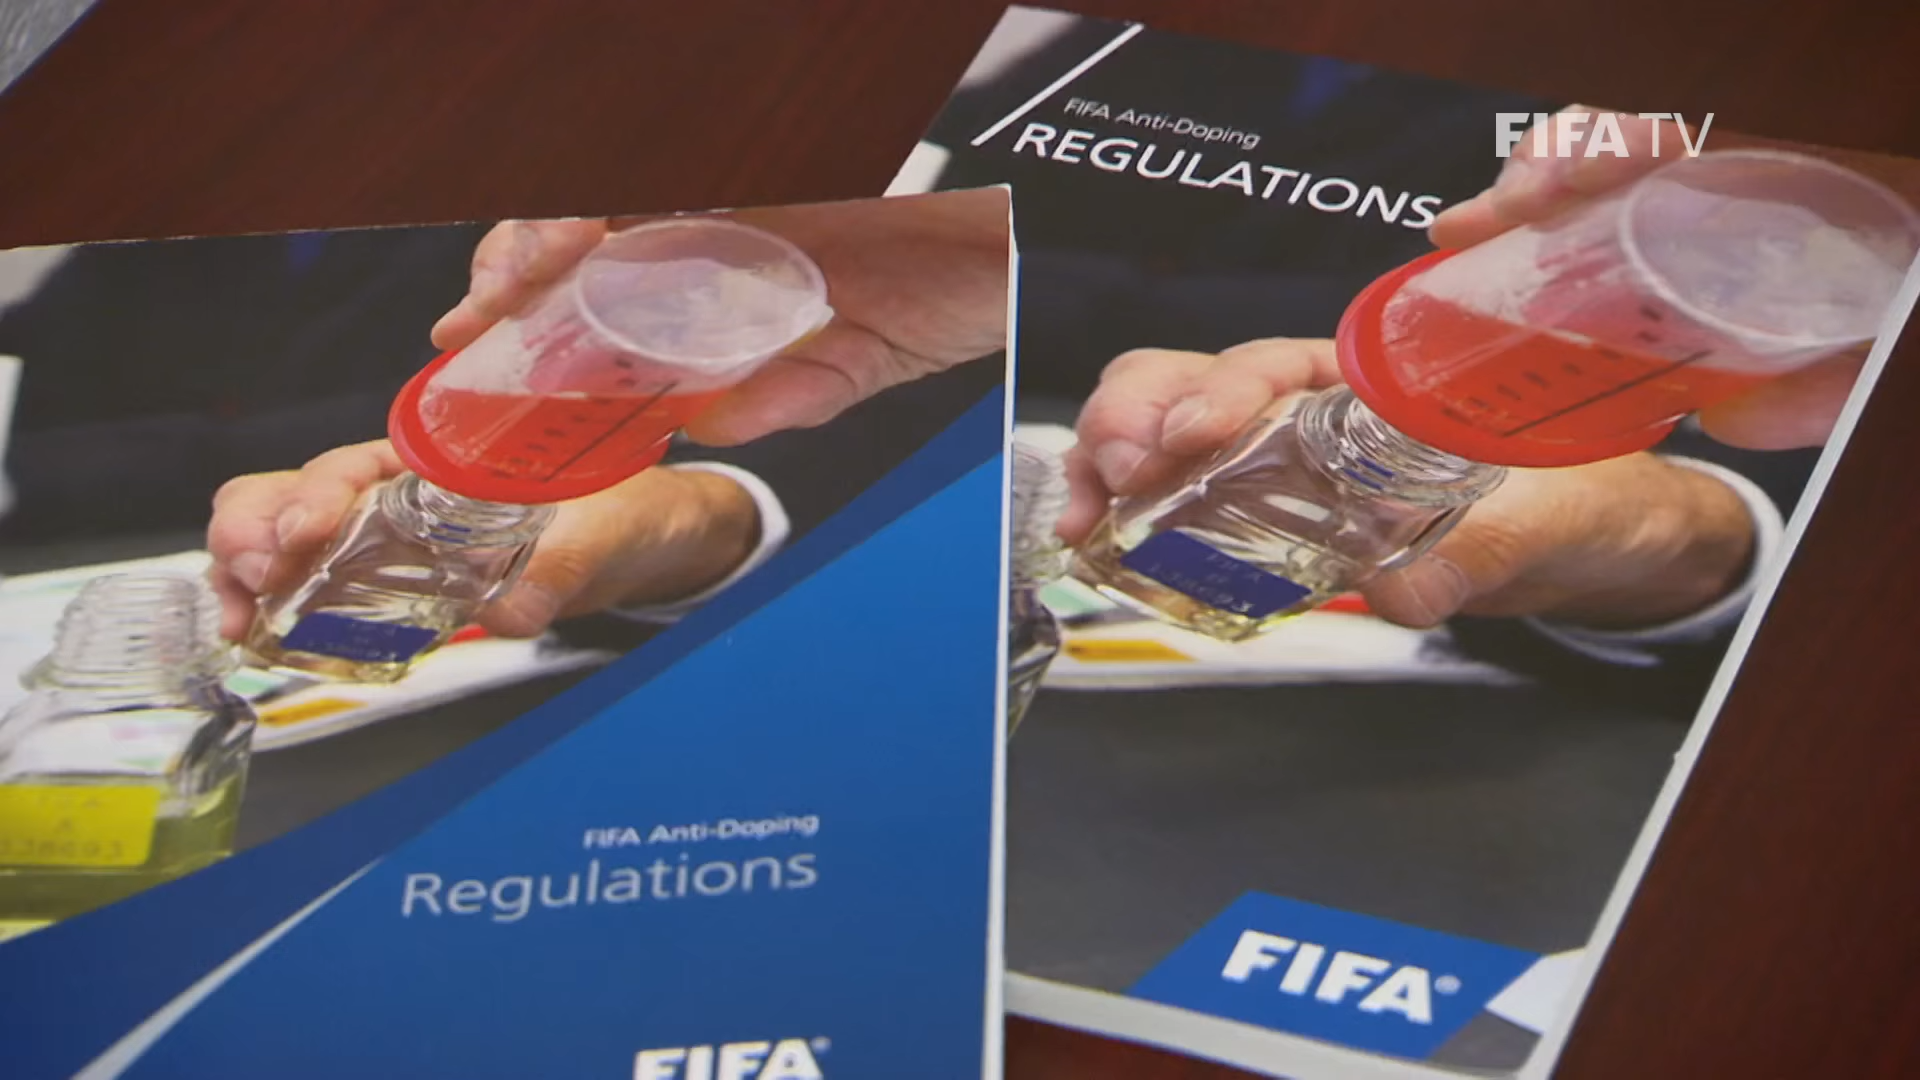 FIFA TV
FIFA Anti-Doping
REGULATIONS
FIFA®
FIFA Anti-Doping
Regulations
FIFA®